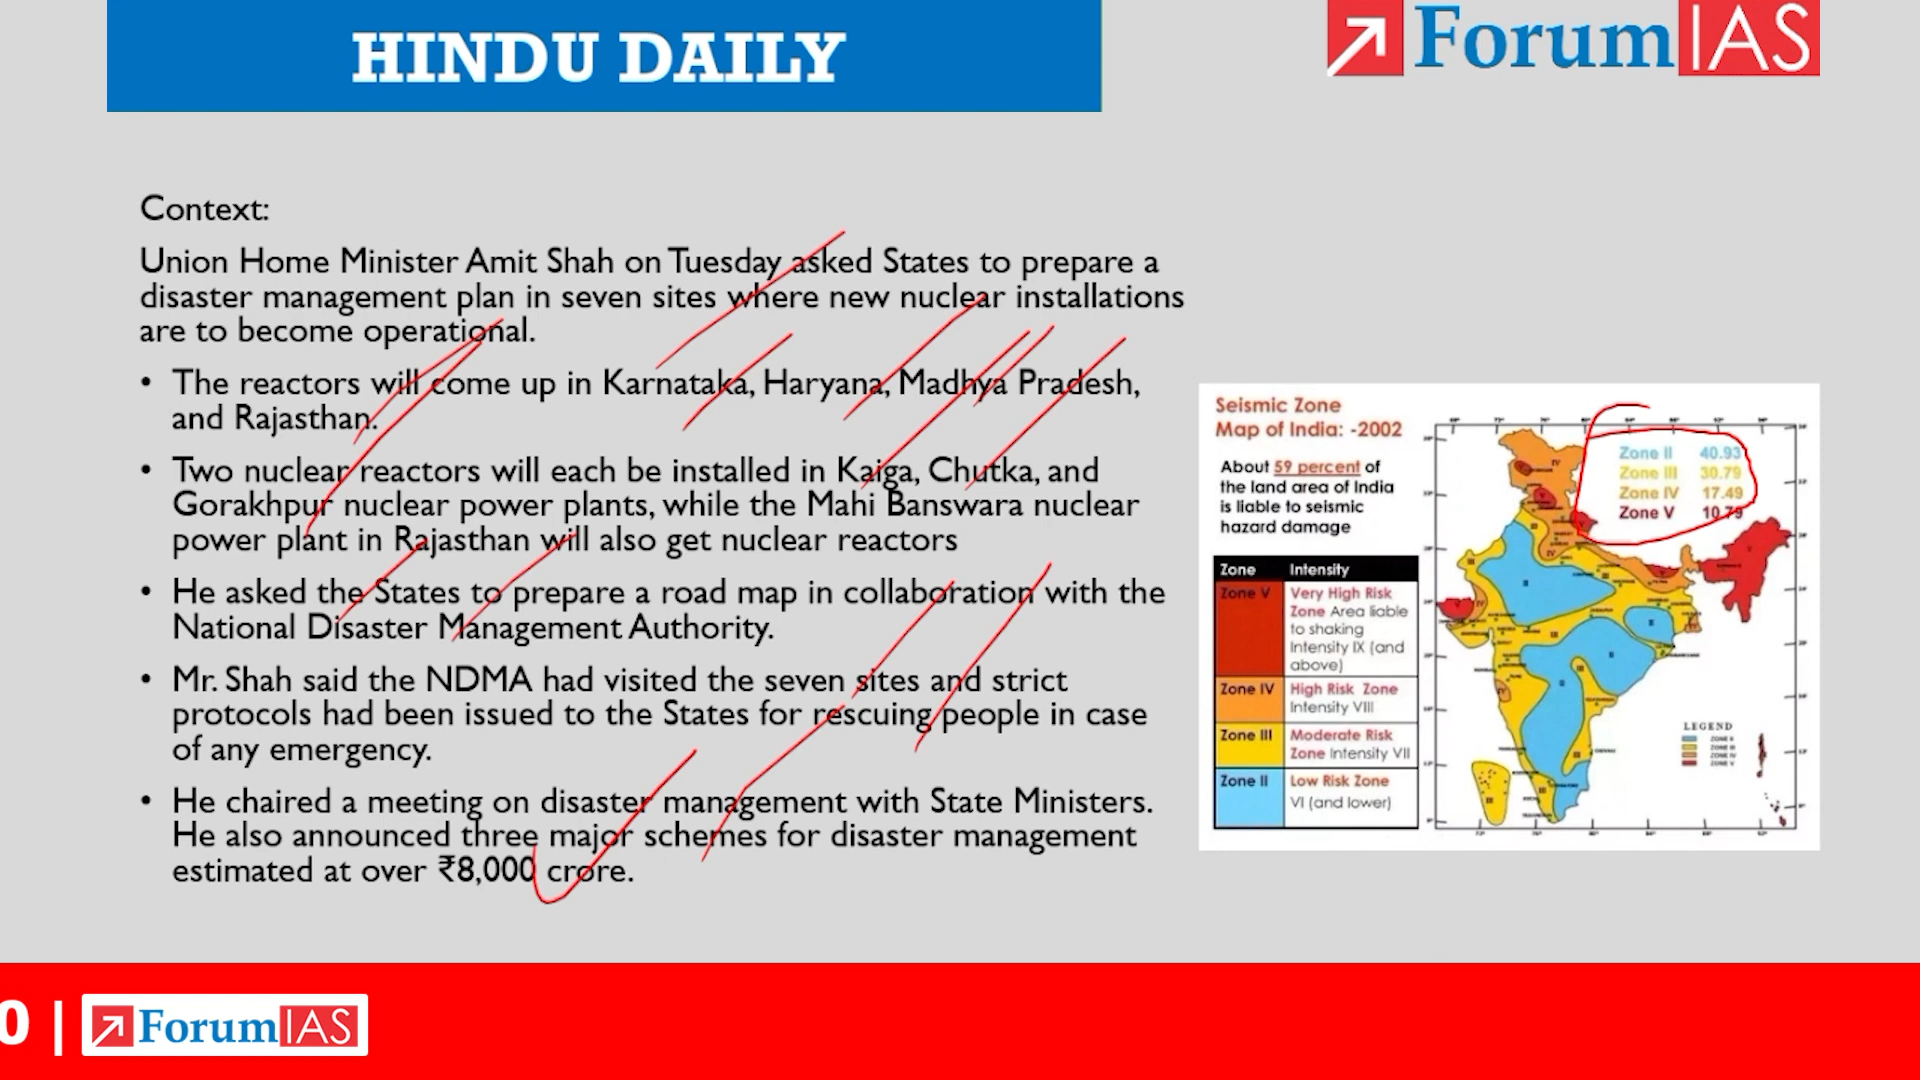 HINDU DAILY
ForumIAS
Context:
Union Home Minister Amit Shah on Tuesday asked States to prepare a
disaster management plan in seven sites where new nuclear installations
are to become operational.
• The reactors will come up in Karnataka, Haryana, Madhya Pradesh,
and Rajasthan.
• Two nuclear reactors will each be installed in Kaiga, Chutka, and
Gorakhpur nuclear power plants, while the Mahi Banswara nuclear
power plant in Rajasthan will also get nuclear reactors
• He asked the States to prepare a road map in collaboration with the
National Disaster Management Authority.
• Mr. Shah said the NDMA had visited the seven sites and strict
protocols had been issued to the States for rescuing people in case
of any emergency.
• He chaired a meeting on disaster management with State Ministers.
He also announced three major schemes for disaster management
estimated at over ₹8,000 crore.
Seismic Zone
Map of India: -2002
About 59 percent of
the land area of India
is liable to seismic
hazard damage
Zone Intensity
Zone V Very High Risk
Zone Area liable
to shaking
Intensity IX (and
above)
Zone IV High Risk Zone
Intensity VIII
Zone III Moderate Risk
Zone Intensity VII
Zone II Low Risk Zone
VI (and lower)
Zone II 40.93
Zone III 30.79
Zone IV 17.49
Zone V 10.79
LEGEND
ZONE II
ZONE III
ZONE IV
ZONE V
0 | ForumIAS